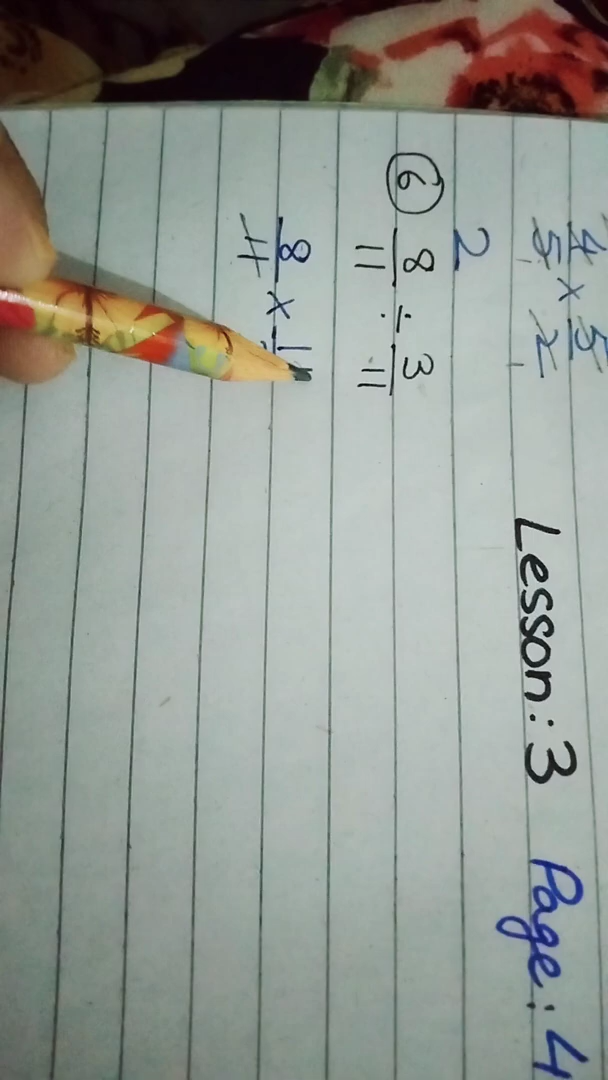 Lesson: 3 Page: 4
4/5 × 5/2
2
6 8/11 ÷ 3/11
8/11 ×